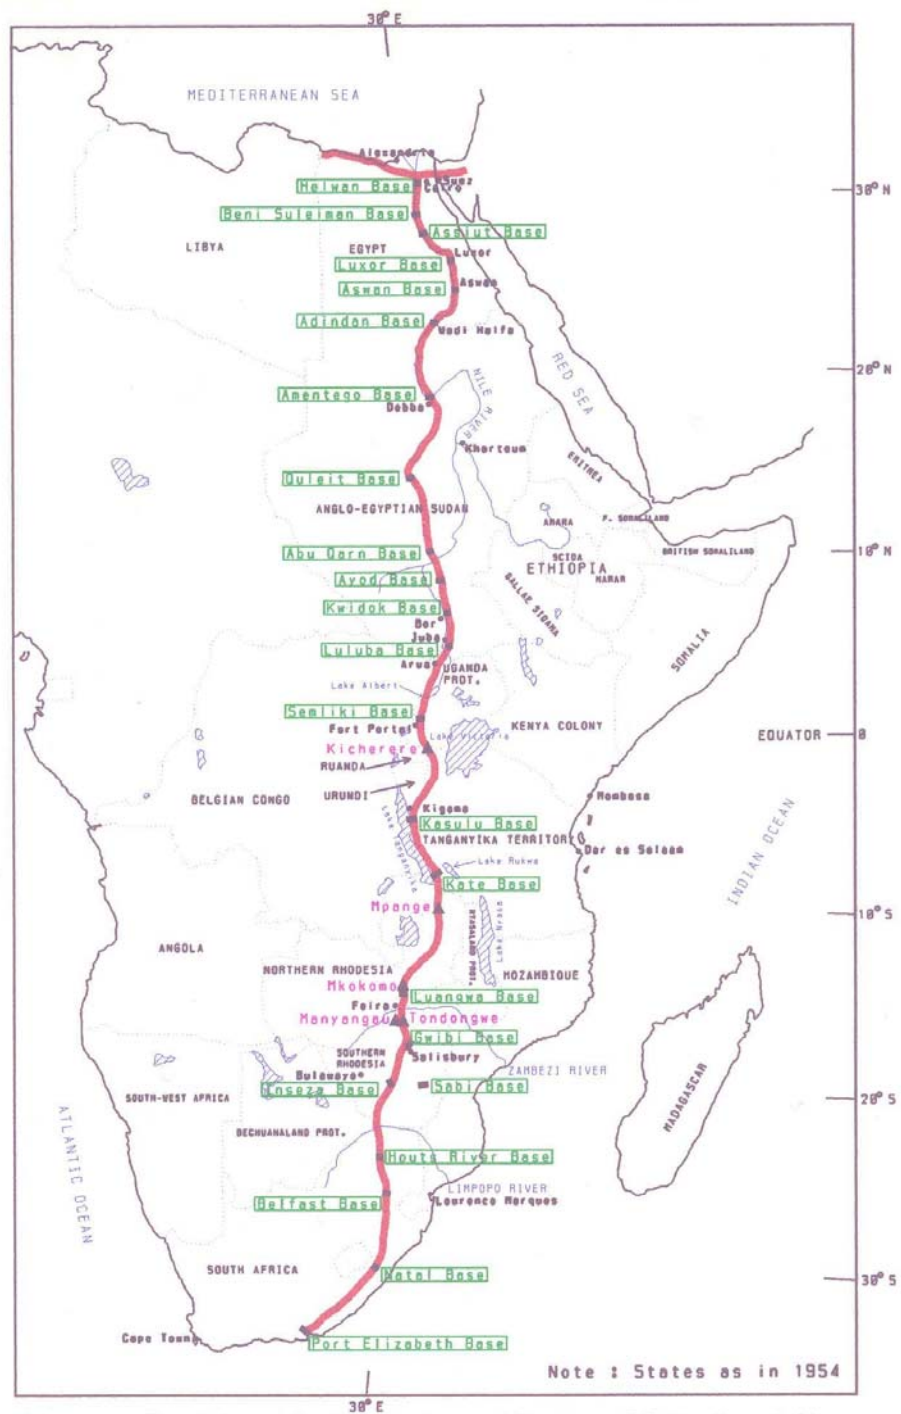 30°E
MEDITERRANEAN SEA
Alexandria
Suez
Cairo
Helwan Base
30°N
Beni Suleiman Base
Assiut Base
LIBYA
EGYPT
Luxor
Luxor Base
Aswan
Aswan Base
Adindan Base
Wadi Halfa
RED SEA
20°N
NILE RIVER
Amentego Base
Debba
Khartoum
ERITREA
Quleit Base
ANGLO-EGYPTIAN SUDAN
AMARA
F. SOMALILAND
Abu Qarn Base
SCIOA
BRITISH SOMALILAND
10°N
ETHIOPIA
HARAR
Ayod Base
GALLAE SIDAMA
Kwidok Base
Bor
Juba
SOMALIA
Luluba Base
Arua
UGANDA
PROT.
Lake Albert
Semliki Base
Fort Portal
Lake Victoria
KENYA COLONY
EQUATOR
0
Kicherere
RUANDA
URUNDI
BELGIAN CONGO
Kigoma
Mombasa
Kasulu Base
TANGANYIKA TERRITORY
Dar es Salaam
INDIAN OCEAN
Lake Tanganyika
Lake Rukwa
Kate Base
Mpange
10°S
NYASALAND PROT.
Lake Nyasa
ANGOLA
NORTHERN RHODESIA
MOZAMBIQUE
Mkokomo
Luangwa Base
Feira
Manyangau
Tondongwe
Gwibi Base
SOUTHERN
RHODESIA
Salisbury
ZAMBEZI RIVER
Bulawayo
Inseza Base
Sabi Base
MADAGASCAR
SOUTH-WEST AFRICA
20°S
ATLANTIC OCEAN
BECHUANALAND PROT.
Houts River Base
LIMPOPO RIVER
Belfast Base
Lourenco Marques
SOUTH AFRICA
Natal Base
30°S
Cape Town
Port Elizabeth Base
Note : States as in 1954
30°E